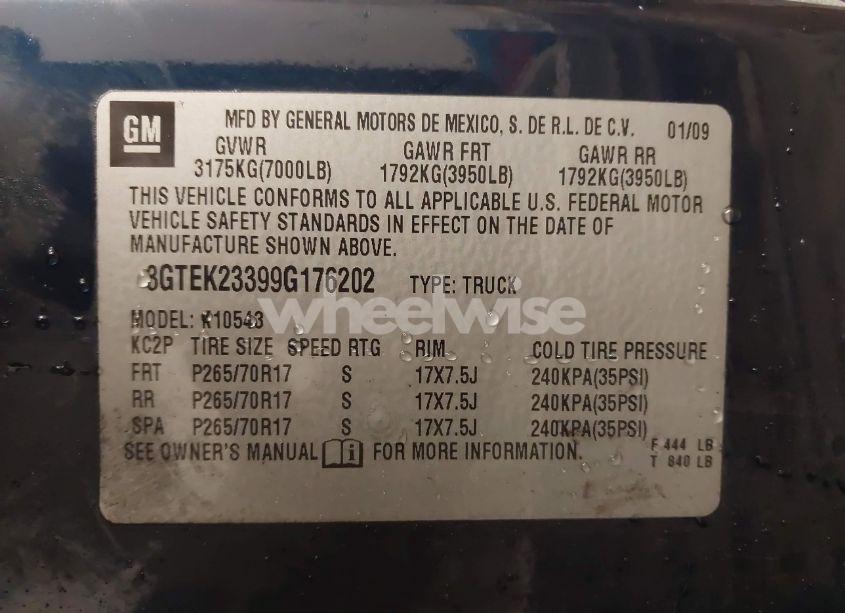 GM
MFD BY GENERAL MOTORS DE MEXICO, S. DE R.L. DE C.V. 01/09
GVWR GAWR FRT GAWR RR
3175KG(7000LB) 1792KG(3950LB) 1792KG(3950LB)
THIS VEHICLE CONFORMS TO ALL APPLICABLE U.S. FEDERAL MOTOR
VEHICLE SAFETY STANDARDS IN EFFECT ON THE DATE OF
MANUFACTURE SHOWN ABOVE.
3GTEK23399G176202 TYPE: TRUCK
wheelwise
MODEL: K10543
KC2P TIRE SIZE SPEED RTG RIM COLD TIRE PRESSURE
FRT P265/70R17 S 17X7.5J 240KPA(35PSI)
RR P265/70R17 S 17X7.5J 240KPA(35PSI)
SPA P265/70R17 S 17X7.5J 240KPA(35PSI)
SEE OWNER'S MANUAL FOR MORE INFORMATION.
F 444 LB
T 840 LB